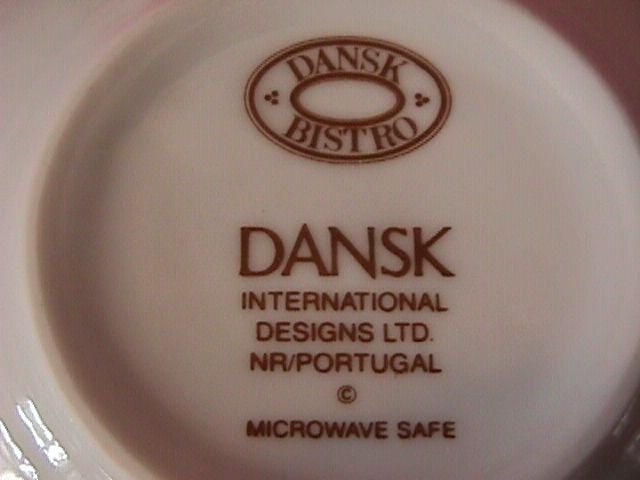 DANSK
BISTRO
DANSK
INTERNATIONAL
DESIGNS LTD.
NR/PORTUGAL
©
MICROWAVE SAFE